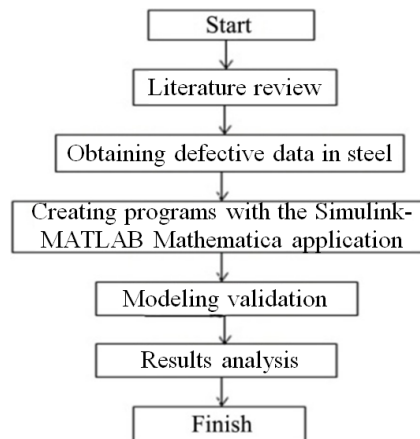 Start
Literature review
Obtaining defective data in steel
Creating programs with the Simulink-
MATLAB Mathematica application
Modeling validation
Results analysis
Finish